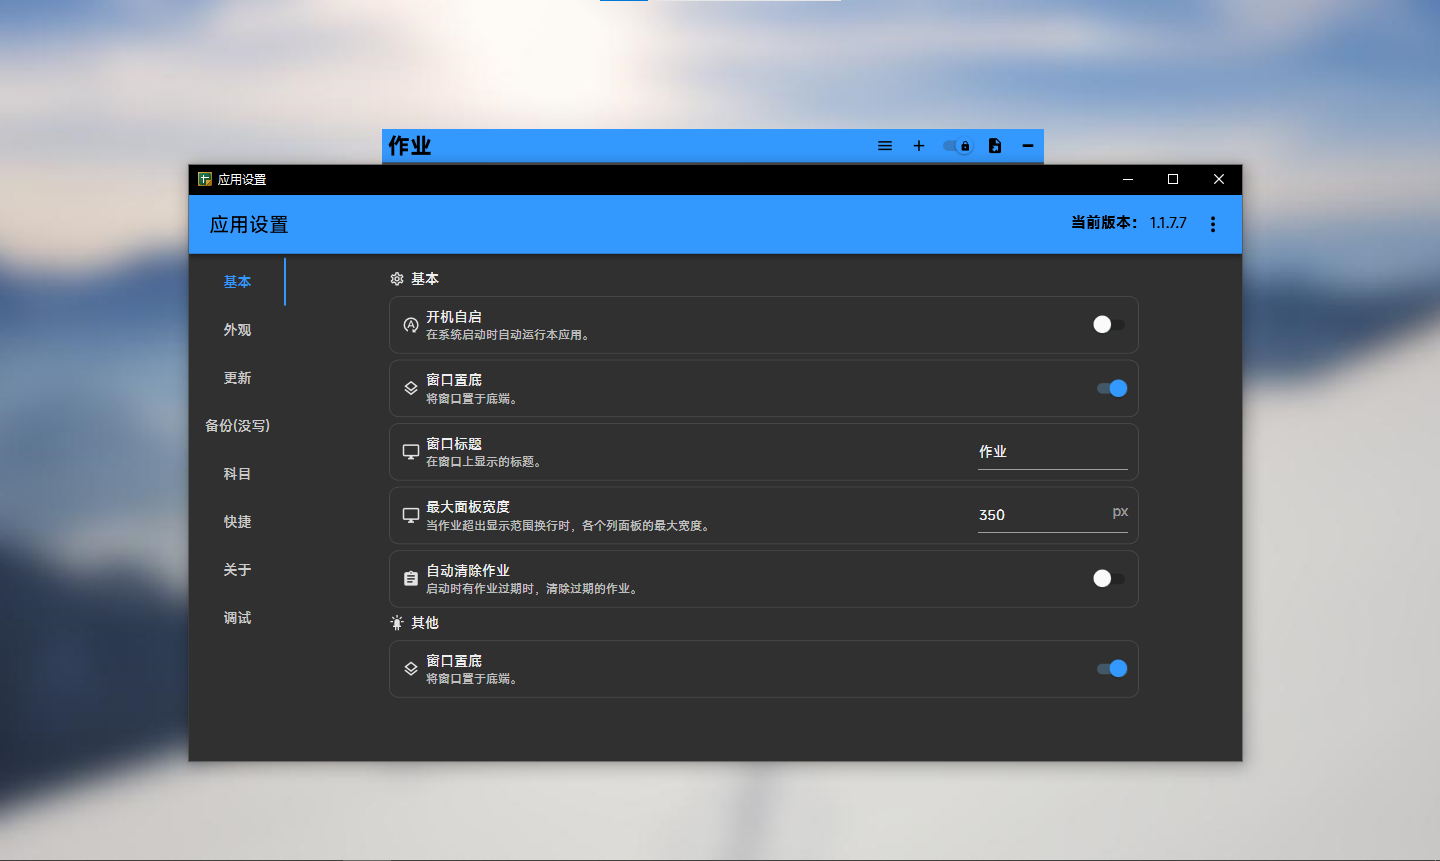 作业
应用设置
应用设置
当前版本： 1.1.7.7
基本
外观
更新
备份(没写)
科目
快捷
关于
调试
基本
开机自启
在系统启动时自动运行本应用。
窗口置底
将窗口置于底端。
窗口标题
在窗口上显示的标题。
作业
最大面板宽度
当作业超出显示范围换行时，各个列面板的最大宽度。
350 px
自动清除作业
启动时有作业过期时，清除过期的作业。
其他
窗口置底
将窗口置于底端。